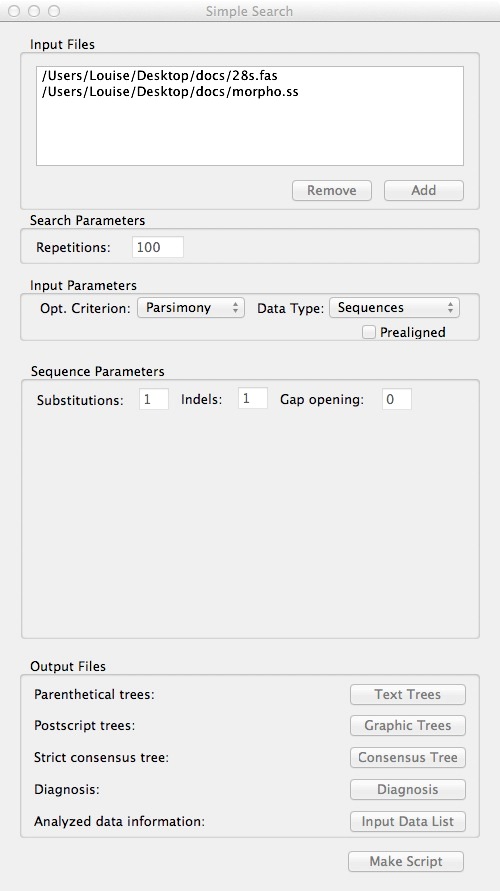 Simple Search
Input Files
/Users/Louise/Desktop/docs/28s.fas
/Users/Louise/Desktop/docs/morpho.ss
Remove Add
Search Parameters
Repetitions: 100
Input Parameters
Opt. Criterion: Parsimony Data Type: Sequences
Prealigned
Sequence Parameters
Substitutions: 1 Indels: 1 Gap opening: 0
Output Files
Parenthetical trees: Text Trees
Postscript trees: Graphic Trees
Strict consensus tree: Consensus Tree
Diagnosis: Diagnosis
Analyzed data information: Input Data List
Make Script